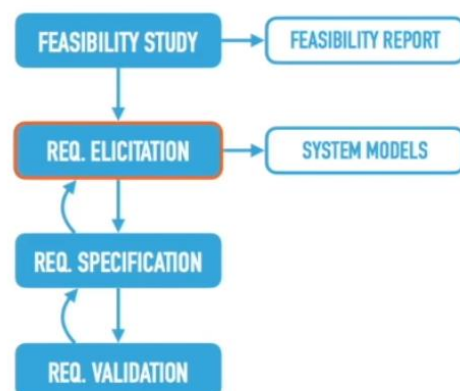 FEASIBILITY STUDY
FEASIBILITY REPORT
REQ. ELICITATION
SYSTEM MODELS
REQ. SPECIFICATION
REQ. VALIDATION